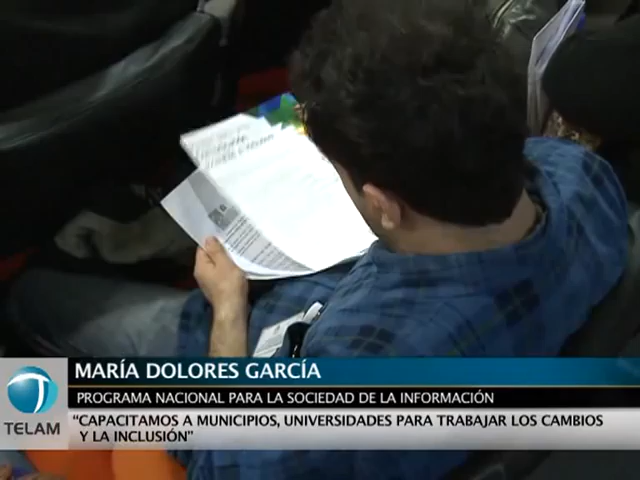 MARÍA DOLORES GARCÍA
PROGRAMA NACIONAL PARA LA SOCIEDAD DE LA INFORMACIÓN
TELAM
"CAPACITAMOS A MUNICIPIOS, UNIVERSIDADES PARA TRABAJAR LOS CAMBIOS
Y LA INCLUSIÓN"